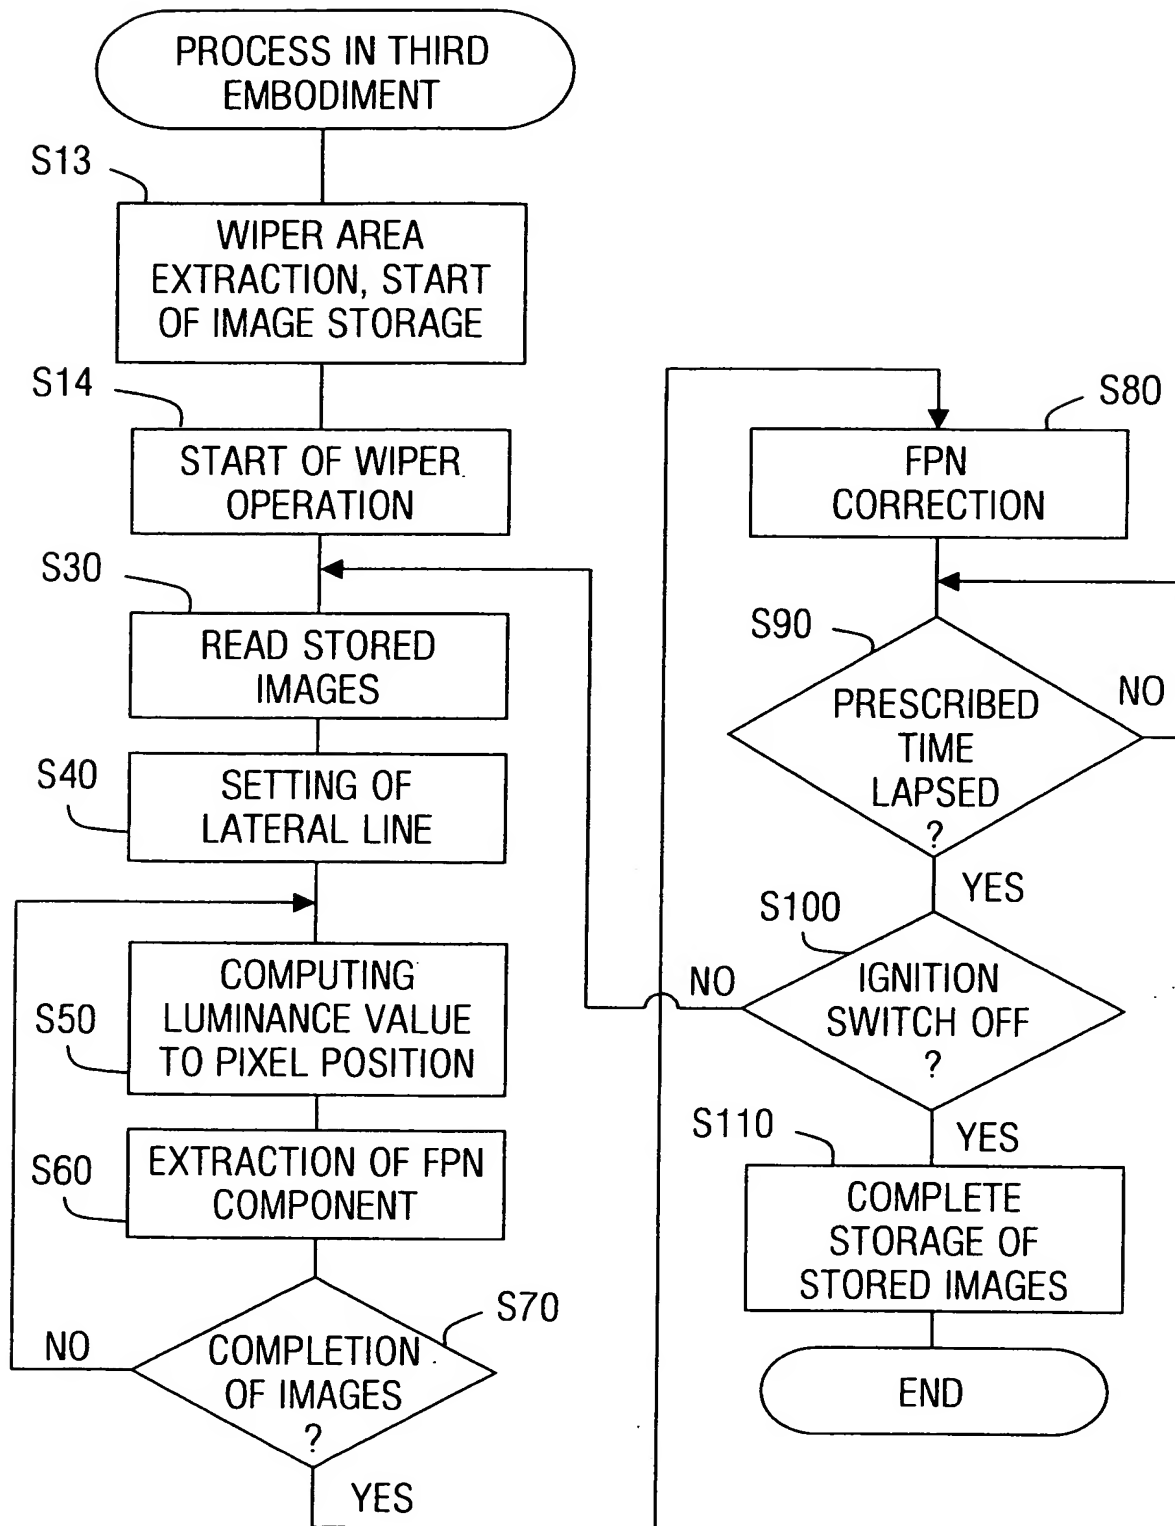 PROCESS IN THIRD
EMBODIMENT
S13
WIPER AREA
EXTRACTION, START
OF IMAGE STORAGE
S14
START OF WIPER
OPERATION
S30
READ STORED
IMAGES
S40
SETTING OF
LATERAL LINE
S50
COMPUTING
LUMINANCE VALUE
TO PIXEL POSITION
S60
EXTRACTION OF FPN
COMPONENT
S70
COMPLETION
OF IMAGES
?
NO
YES
S80
FPN
CORRECTION
S90
PRESCRIBED
TIME
LAPSED
?
NO
YES
S100
IGNITION
SWITCH OFF
?
NO
YES
S110
COMPLETE
STORAGE OF
STORED IMAGES
END